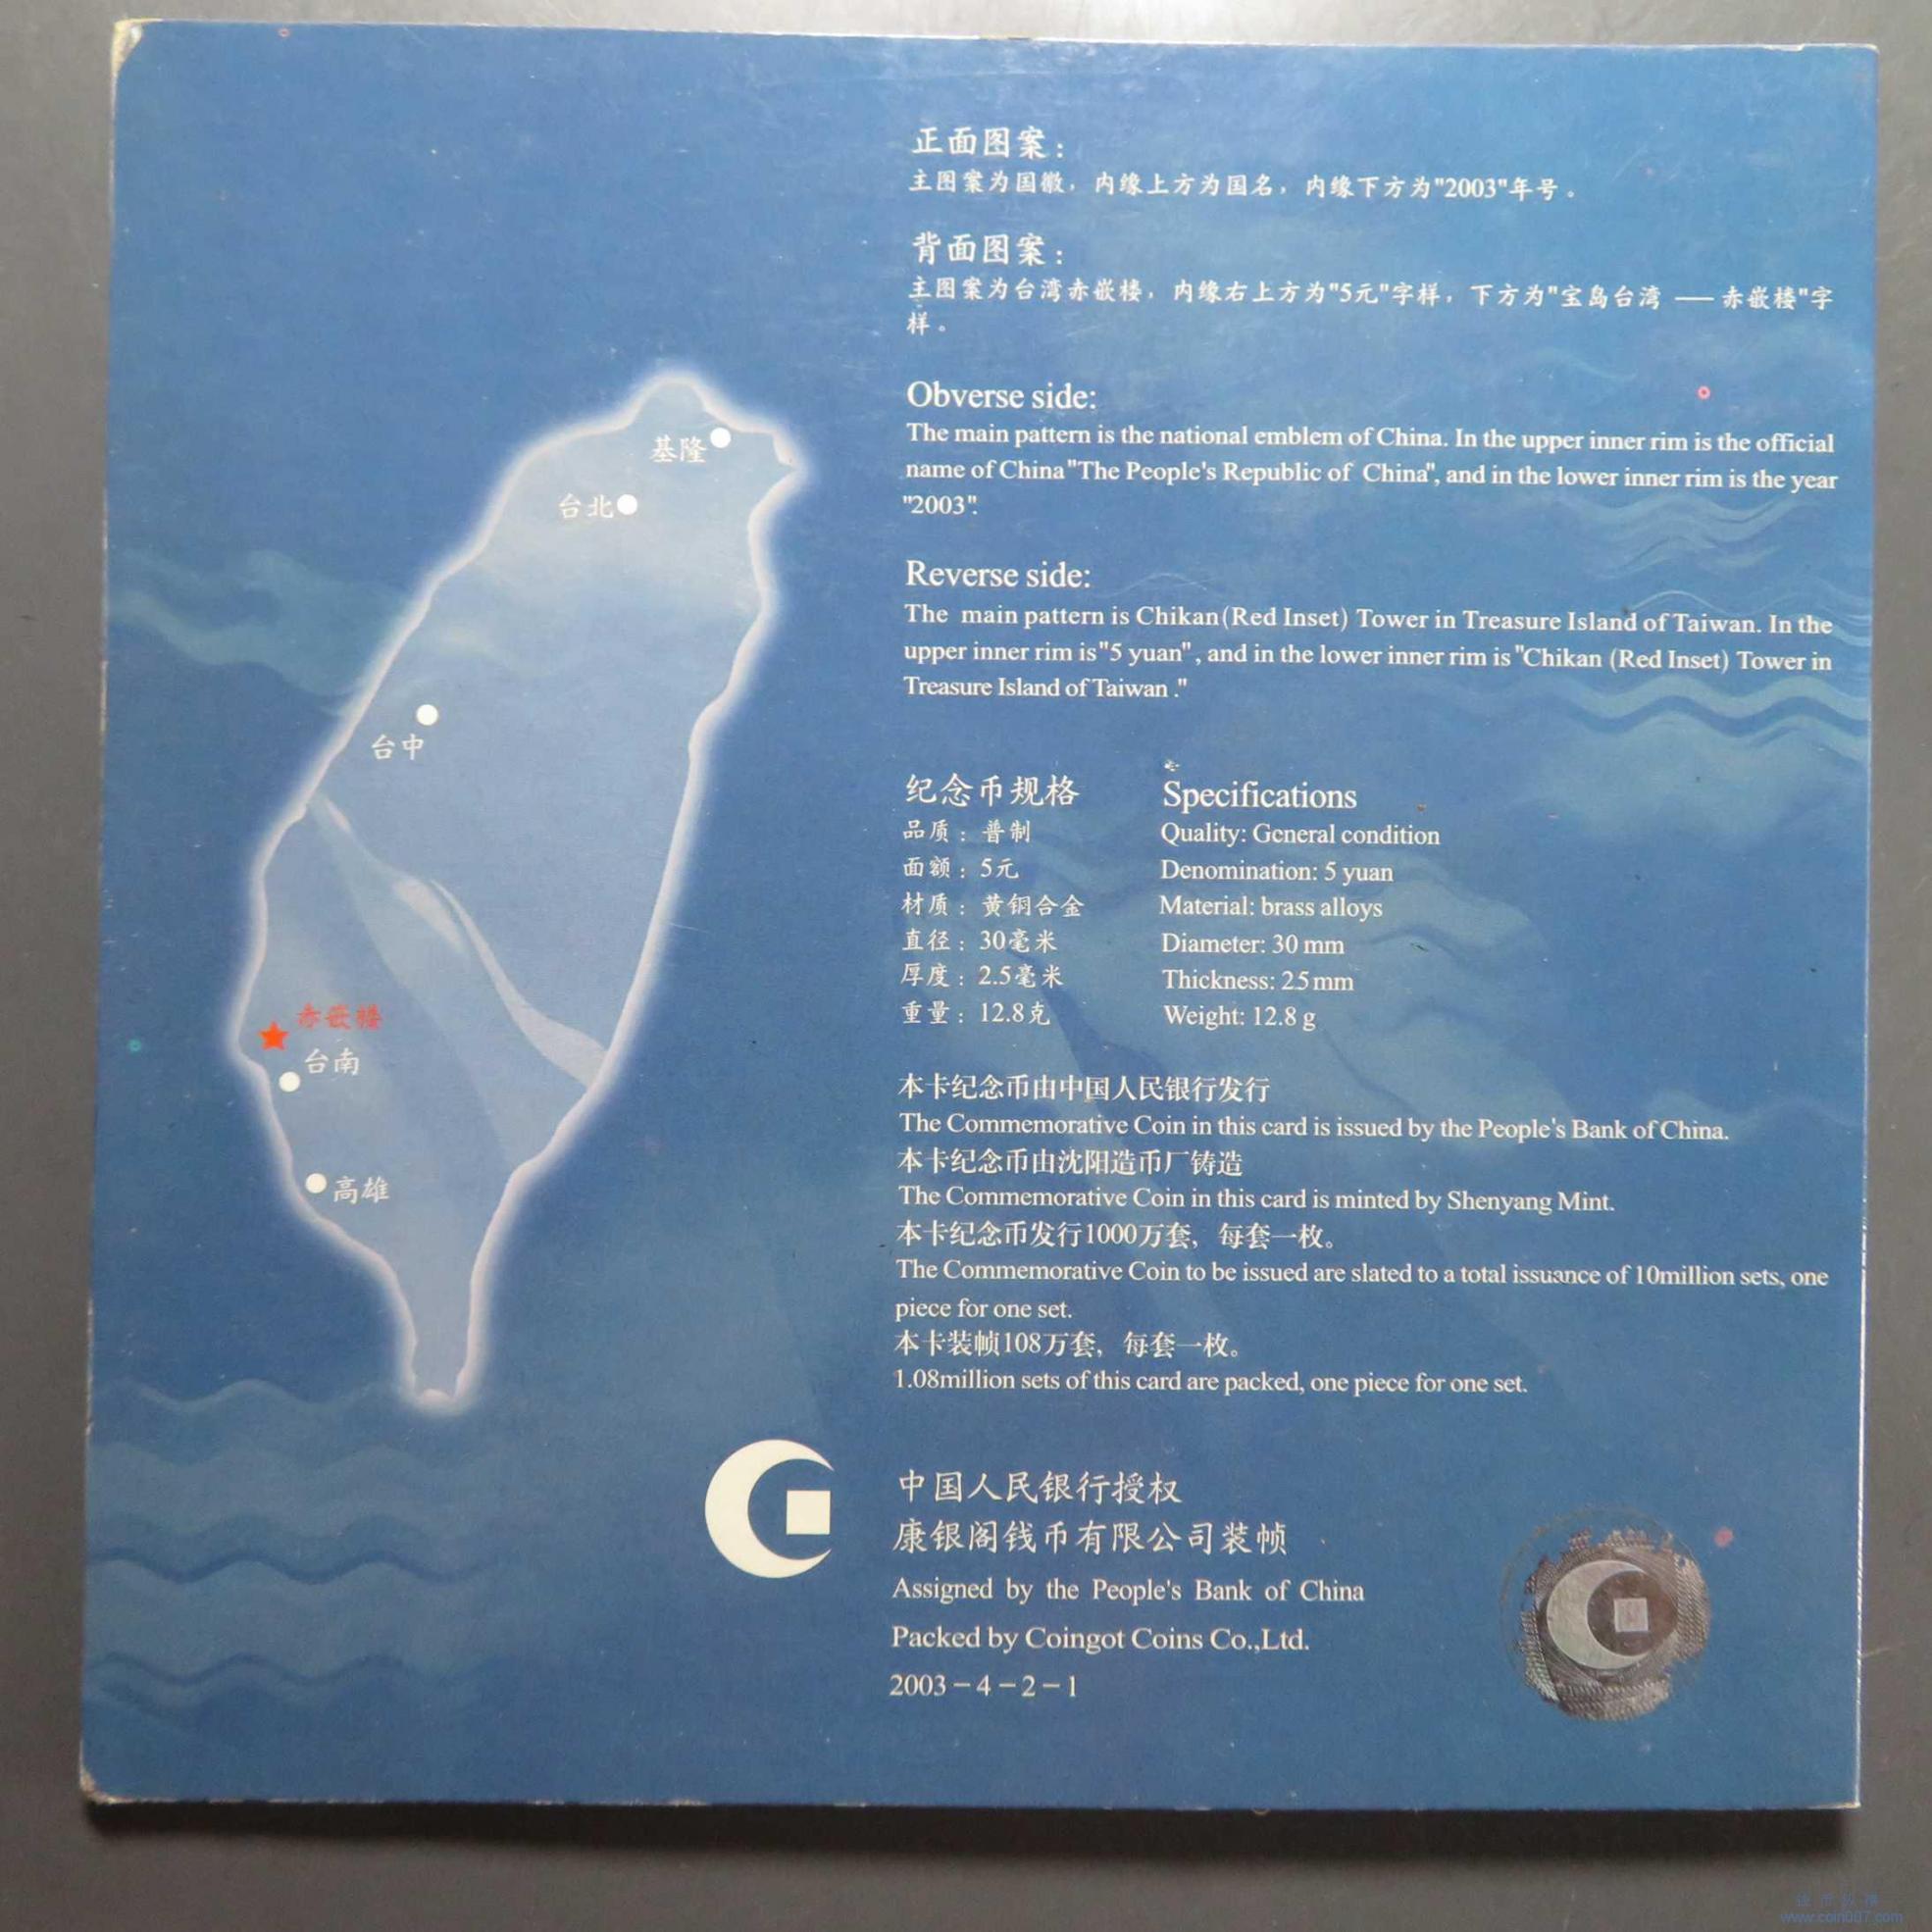 正面图案：
主图案为国徽，内缘上方为国名，内缘下方为"2003"年号。
背面图案：
主图案为台湾赤嵌楼，内缘右上方为"5元"字样，下方为"宝岛台湾 —— 赤嵌楼"字
样。
Obverse side:
The main pattern is the national emblem of China. In the upper inner rim is the official
name of China "The People's Republic of China", and in the lower inner rim is the year
"2003".
Reverse side:
The main pattern is Chikan(Red Inset) Tower in Treasure Island of Taiwan. In the
upper inner rim is "5 yuan", and in the lower inner rim is "Chikan (Red Inset) Tower in
Treasure Island of Taiwan ."
基隆
台北
台中
赤嵌楼
台南
高雄
纪念币规格
品质：普制
面额：5元
材质：黄铜合金
直径：30毫米
厚度：2.5毫米
重量：12.8克
Specifications
Quality: General condition
Denomination: 5 yuan
Material: brass alloys
Diameter: 30 mm
Thickness: 2.5 mm
Weight: 12.8 g
本卡纪念币由中国人民银行发行
The Commemorative Coin in this card is issued by the People's Bank of China.
本卡纪念币由沈阳造币厂铸造
The Commemorative Coin in this card is minted by Shenyang Mint.
本卡纪念币发行1000万套，每套一枚。
The Commemorative Coin to be issued are slated to a total issuance of 10million sets, one
piece for one set.
本卡装帧108万套，每套一枚。
1.08million sets of this card are packed, one piece for one set.
中国人民银行授权
康银阁钱币有限公司装帧
Assigned by the People's Bank of China
Packed by Coingot Coins Co.,Ltd.
2003－4－2－1
www.coin007.com